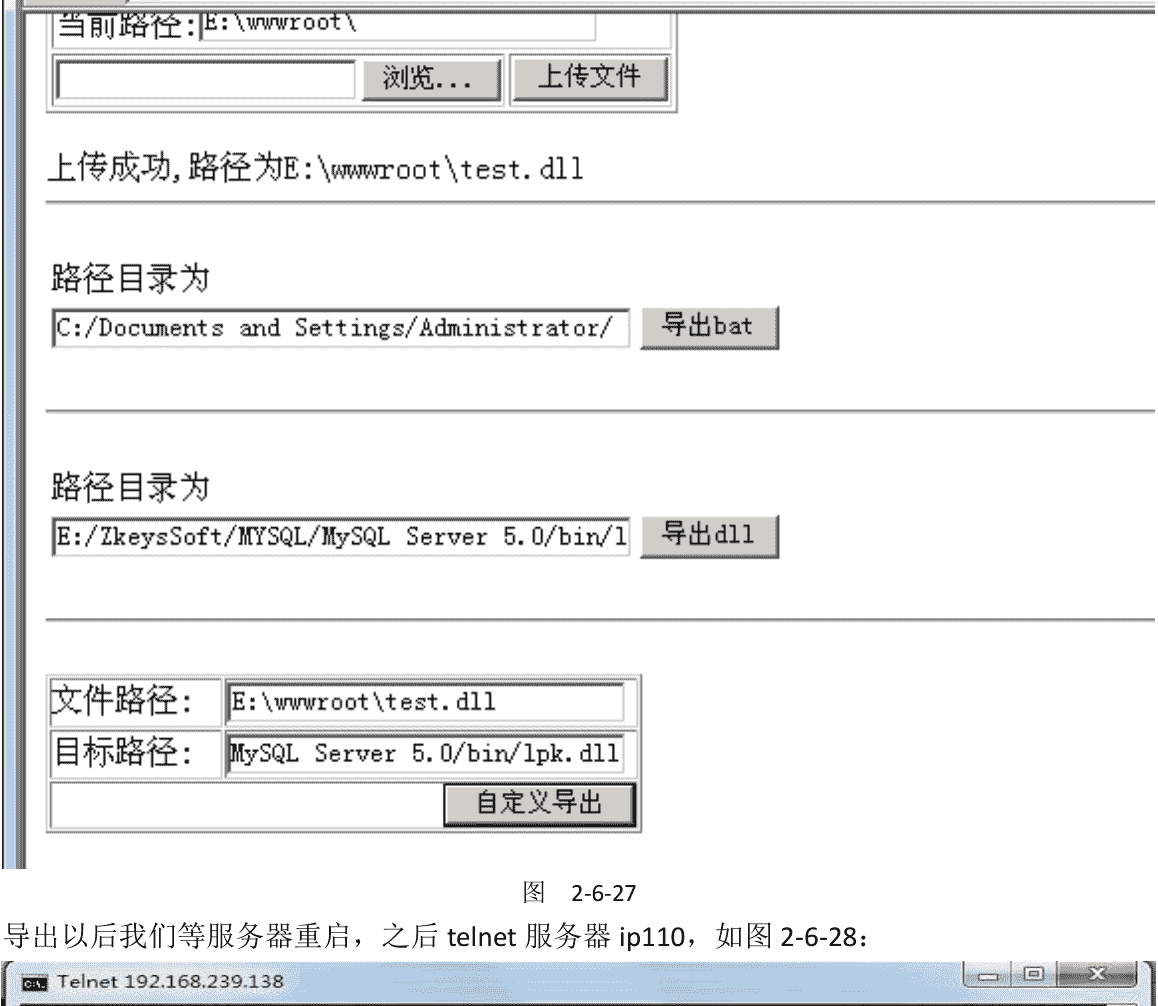 当前路径:E:\wwwroot\
浏览... 上传文件
上传成功,路径为E:\wwwroot\test.dll
路径目录为
C:/Documents and Settings/Administrator/ 导出bat
路径目录为
E:/ZkeysSoft/MYSQL/MySQL Server 5.0/bin/l 导出dll
文件路径: E:\wwwroot\test.dll
目标路径: MySQL Server 5.0/bin/lpk.dll
自定义导出
图 2-6-27
导出以后我们等服务器重启，之后 telnet 服务器 ip110，如图 2-6-28：
Telnet 192.168.239.138